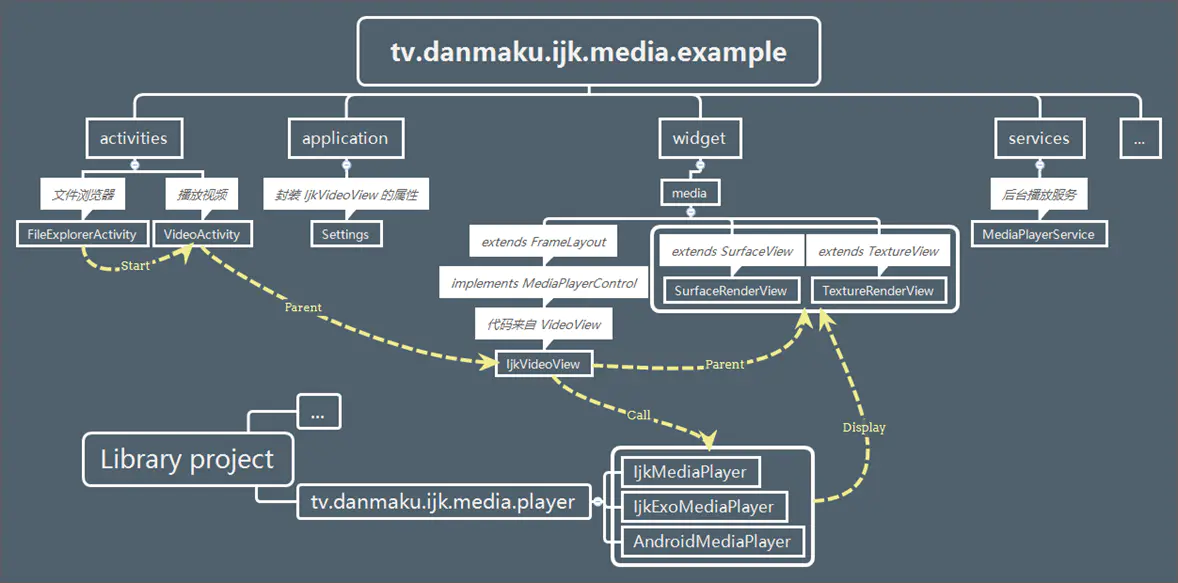 tv.danmaku.ijk.media.example
activities
application
widget
services
...
文件浏览器
播放视频
封装 IjkVideoView 的属性
media
后台播放服务
FileExplorerActivity
VideoActivity
Settings
MediaPlayerService
extends FrameLayout
extends SurfaceView
extends TextureView
Start
implements MediaPlayerControl
SurfaceRenderView
TextureRenderView
Parent
代码来自 VideoView
IjkVideoView
Parent
...
Call
Display
Library project
IjkMediaPlayer
tv.danmaku.ijk.media.player
IjkExoMediaPlayer
AndroidMediaPlayer